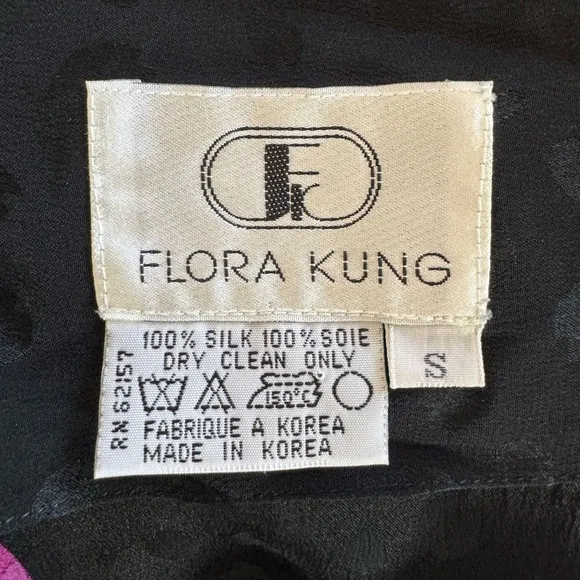 FLORA KUNG
100% SILK 100% SOIE
DRY CLEAN ONLY
150°C
FABRIQUE A KOREA
MADE IN KOREA
RN 62157
S